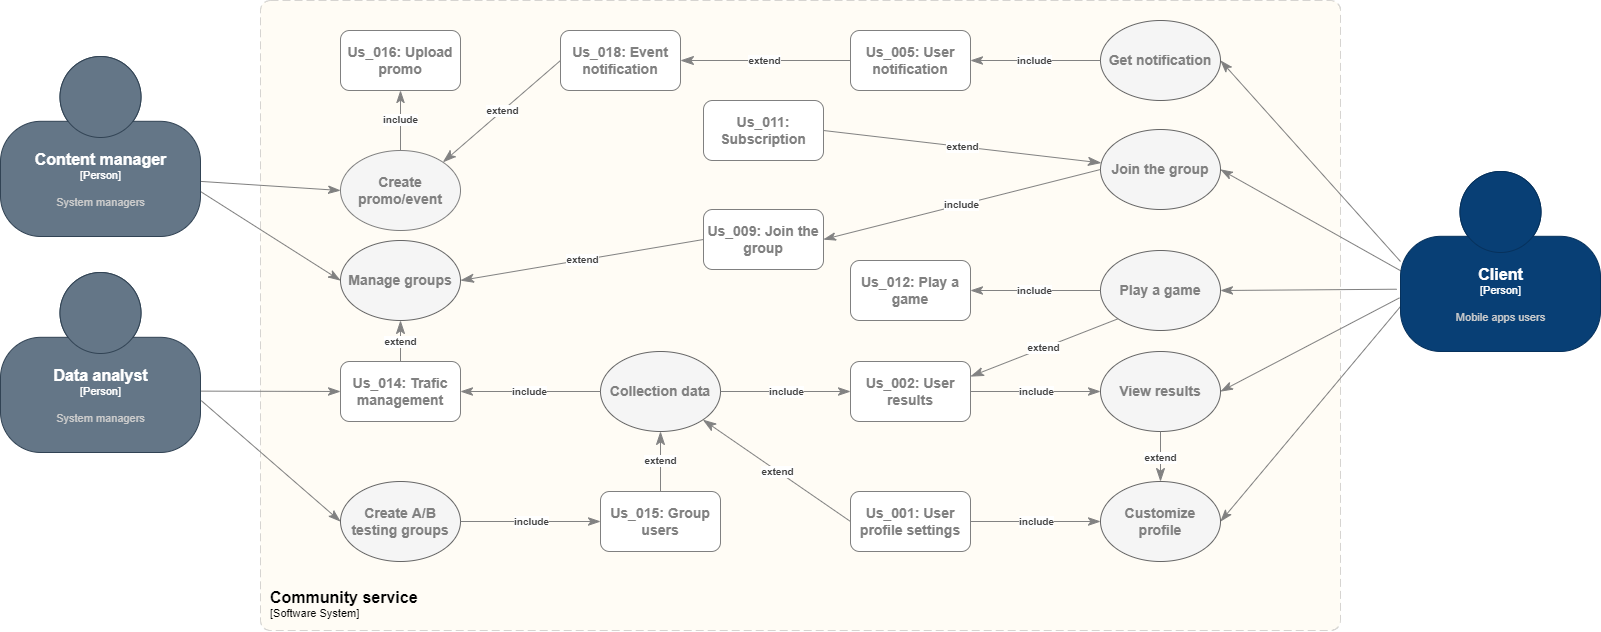 Us_016: Upload
promo
Us_018: Event
notification
extend
Us_005: User
notification
include
Get notification
include
extend
Us_011:
Subscription
extend
Join the group
Content manager
[Person]
System managers
Create
promo/event
include
Us_009: Join the
group
extend
Manage groups
Us_012: Play a
game
include
Play a game
Client
[Person]
Mobile apps users
extend
extend
Data analyst
[Person]
System managers
Us_014: Trafic
management
include
Collection data
include
Us_002: User
results
include
View results
extend
extend
extend
Create A/B
testing groups
include
Us_015: Group
users
Us_001: User
profile settings
include
Customize
profile
Community service
[Software System]